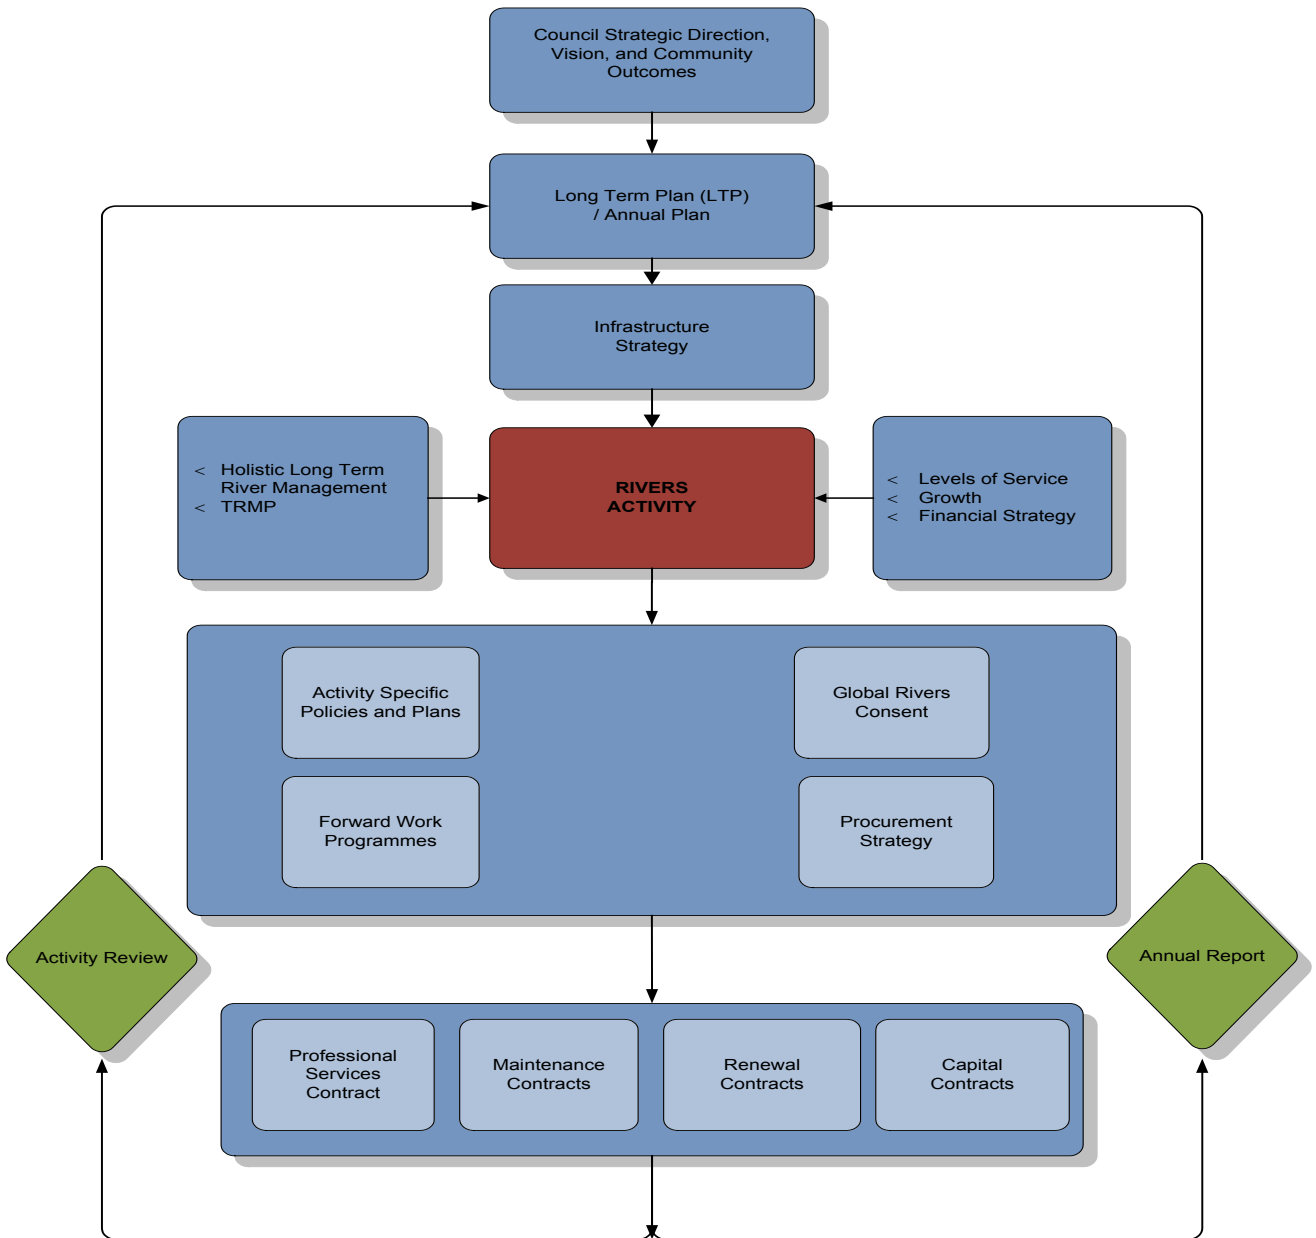 Council Strategic Direction,
Vision, and Community
Outcomes
Long Term Plan (LTP)
/ Annual Plan
Infrastructure
Strategy
< Holistic Long Term
River Management
< TRMP
RIVERS
ACTIVITY
< Levels of Service
< Growth
< Financial Strategy
Activity Specific
Policies and Plans
Global Rivers
Consent
Forward Work
Programmes
Procurement
Strategy
Activity Review
Annual Report
Professional
Services
Contract
Maintenance
Contracts
Renewal
Contracts
Capital
Contracts